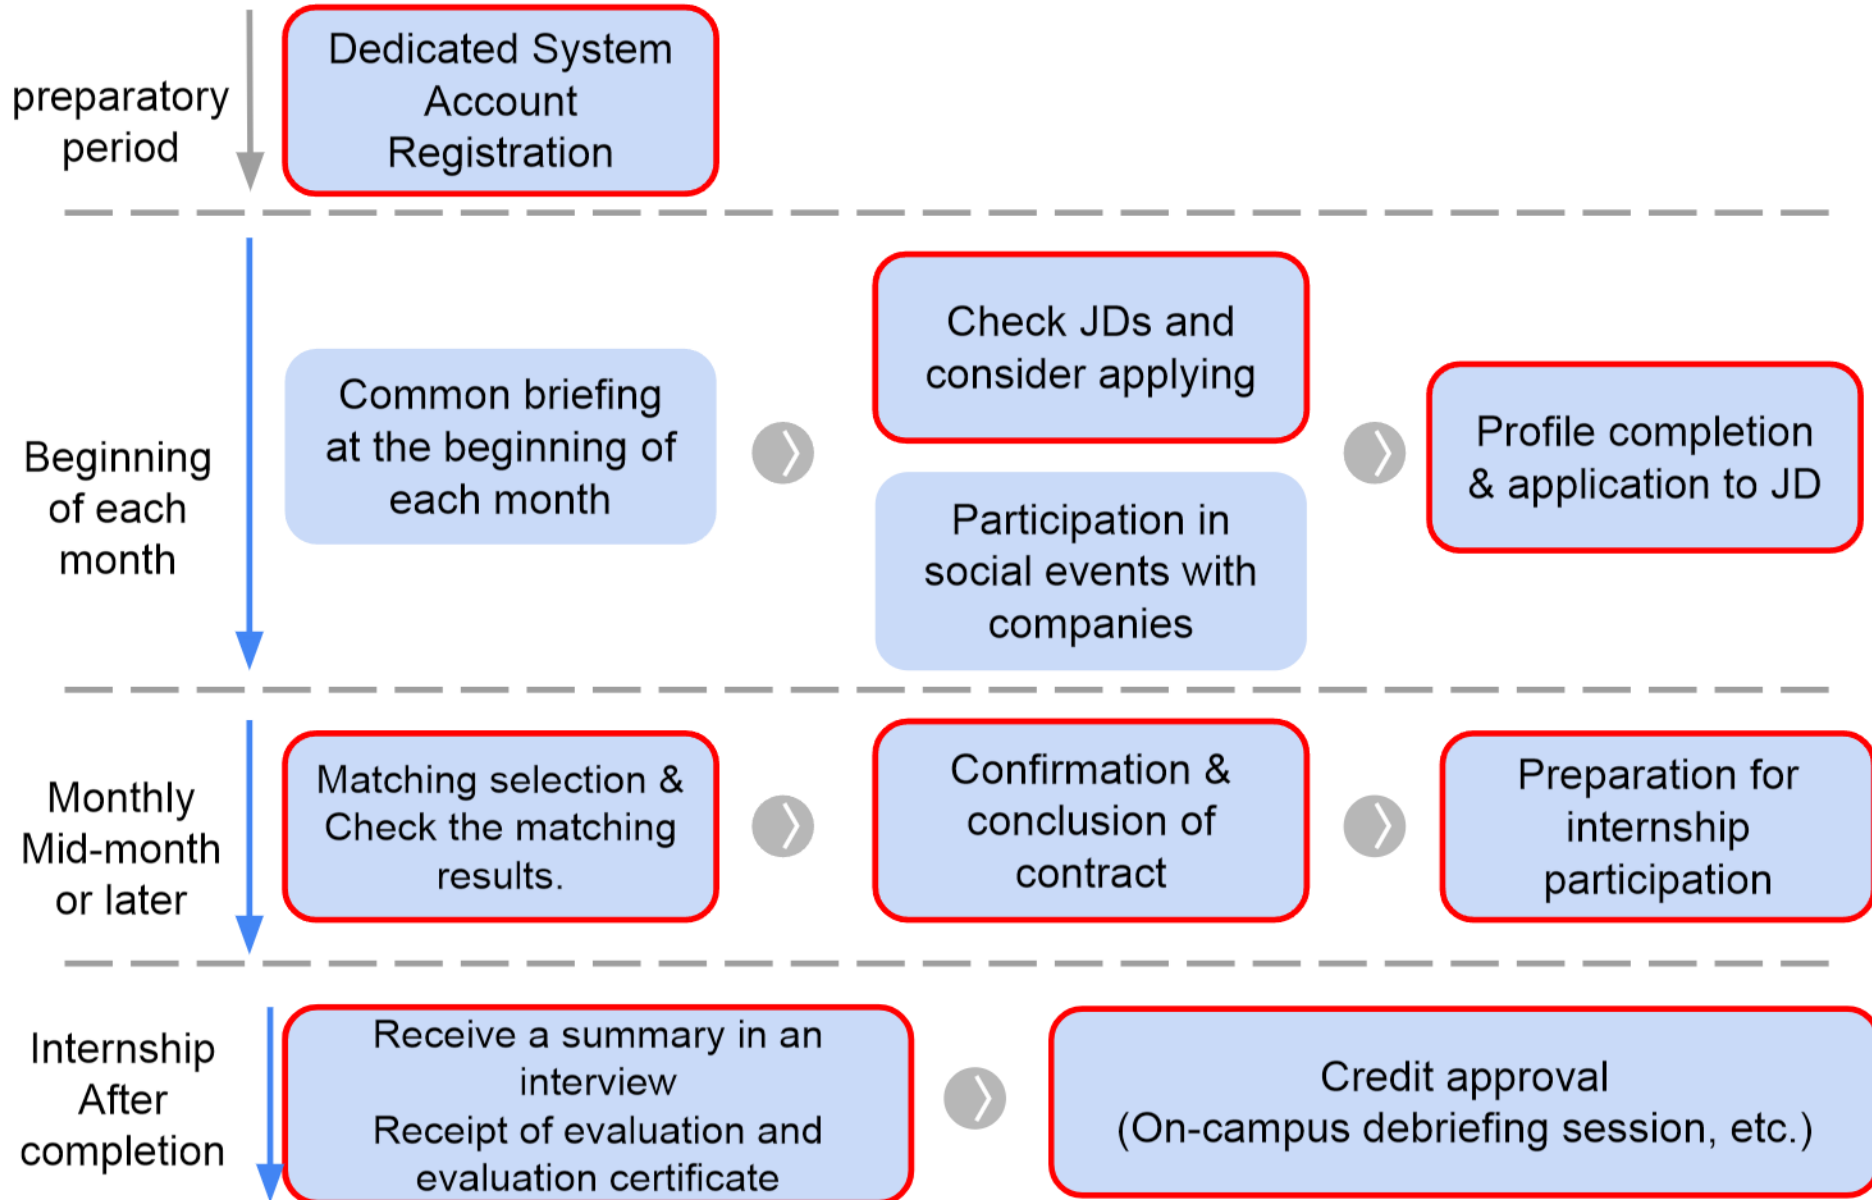 preparatory
period
Dedicated System
Account
Registration
Beginning
of each
month
Common briefing
at the beginning of
each month
Check JDs and
consider applying
Participation in
social events with
companies
Profile completion
& application to JD
Monthly
Mid-month
or later
Matching selection &
Check the matching
results.
Confirmation &
conclusion of
contract
Preparation for
internship
participation
Internship
After
completion
Receive a summary in an
interview
Receipt of evaluation and
evaluation certificate
Credit approval
(On-campus debriefing session, etc.)